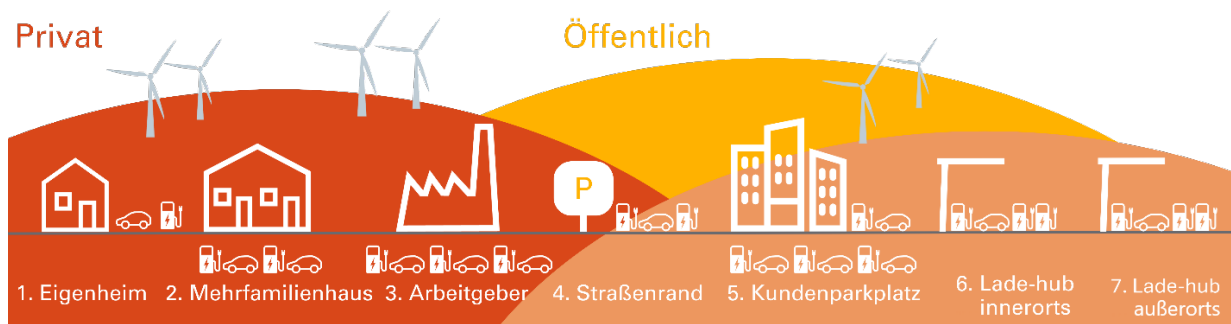 Privat
Öffentlich
P
1. Eigenheim
2. Mehrfamilienhaus
3. Arbeitgeber
4. Straßenrand
5. Kundenparkplatz
6. Lade-hub
innerorts
7. Lade-hub
außerorts